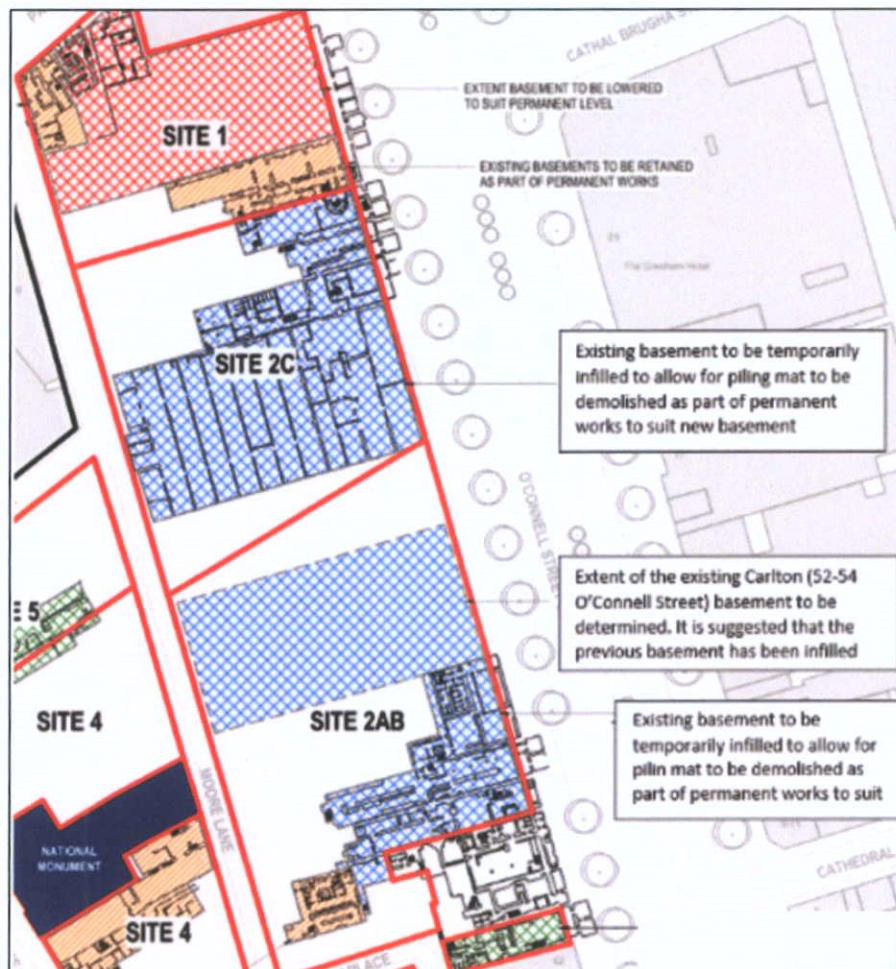 PA
CATHAL BRUGHA S
EXTENT BASEMENT TO BE LOWERED
TO SUIT PERMANENT LEVEL
SITE 1
EXISTING BASEMENTS TO BE RETAINED
AS PART OF PERMANENT WORKS
The Gresham Hotel
SITE 2C
Existing basement to be temporarily
infilled to allow for piling mat to be
demolished as part of permanent
works to suit new basement
O'CONNELL STREET
Extent of the existing Carlton (52-54
O'Connell Street) basement to be
determined. It is suggested that the
previous basement has been infilled
E 5
SITE 4
SITE 2AB
Existing basement to be
temporarily infilled to allow for
pilin mat to be demolished as
part of permanent works to suit
MOORE LANE
NATIONAL
MONUMENT
CATHEDRAL
SITE 4
PLACE